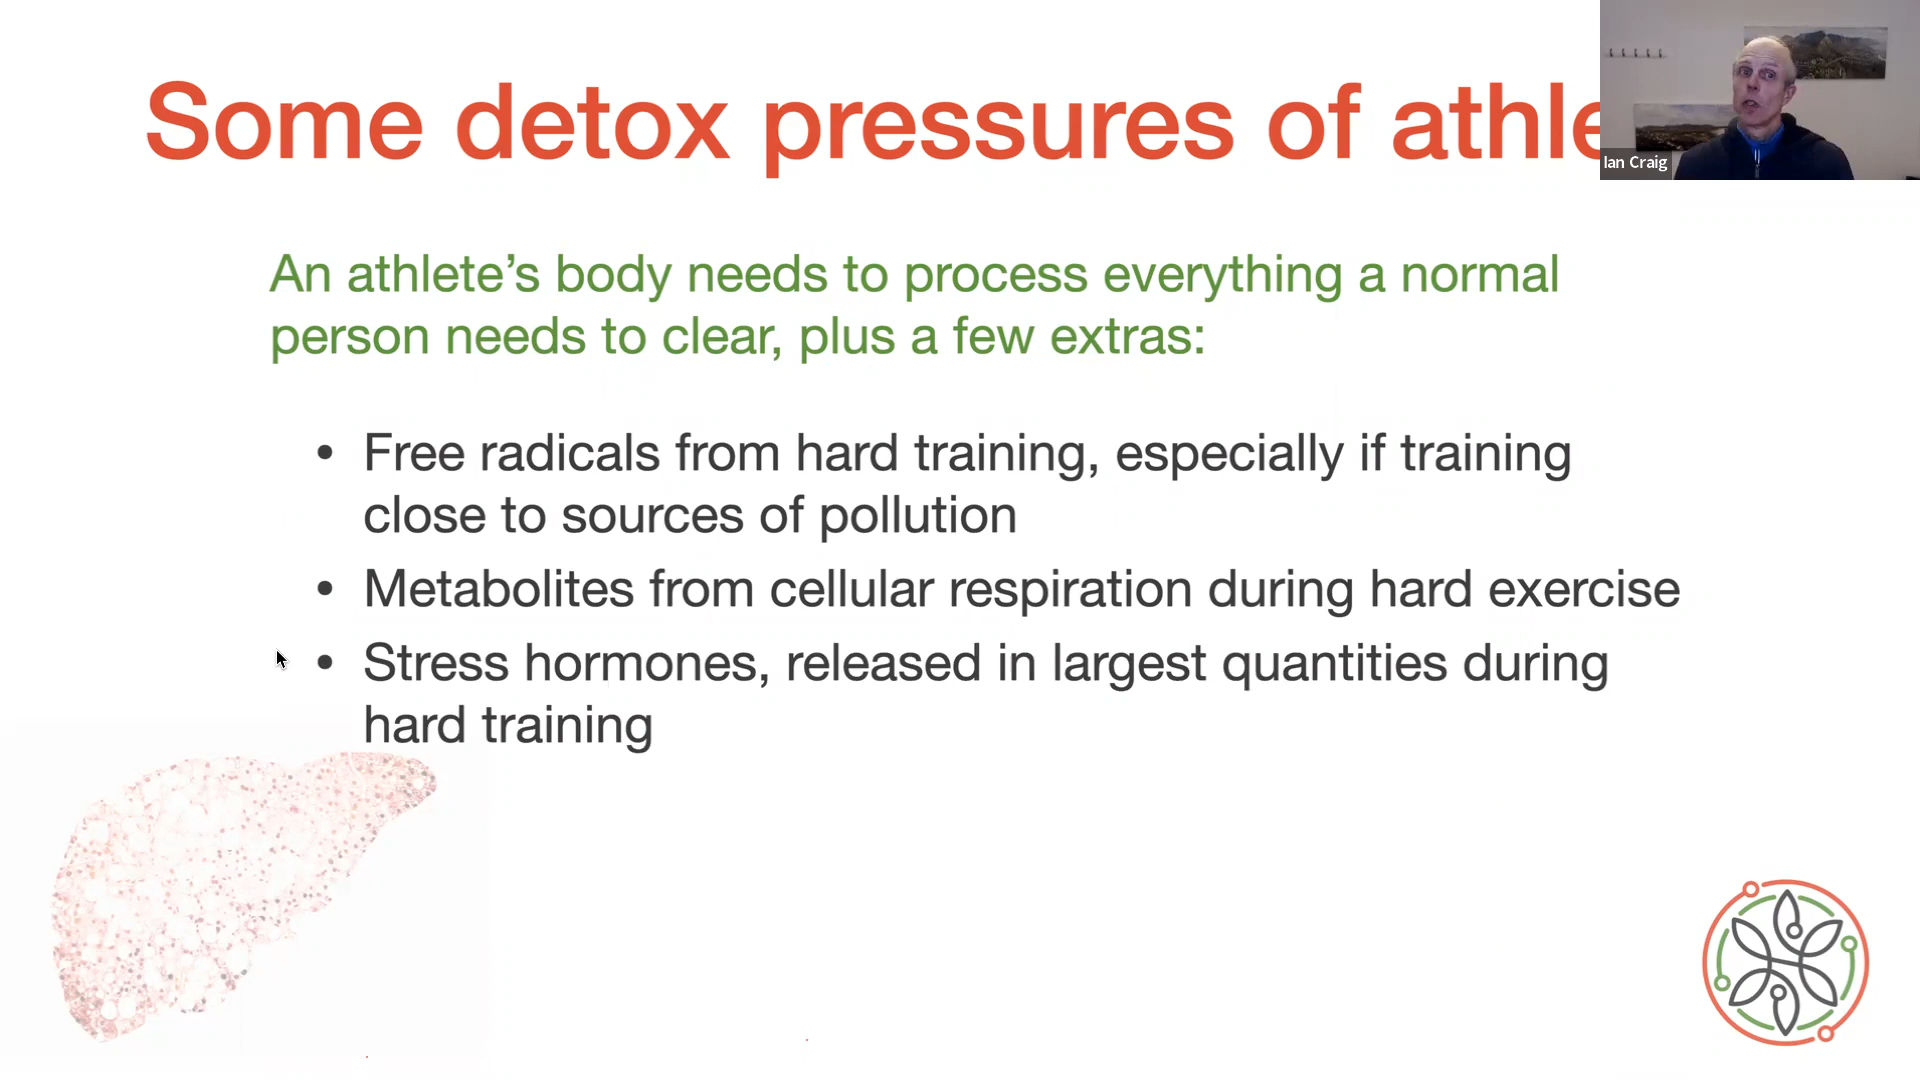 Some detox pressures of athle
Ian Craig
An athlete’s body needs to process everything a normal
person needs to clear, plus a few extras:
• Free radicals from hard training, especially if training
close to sources of pollution
• Metabolites from cellular respiration during hard exercise
• Stress hormones, released in largest quantities during
hard training